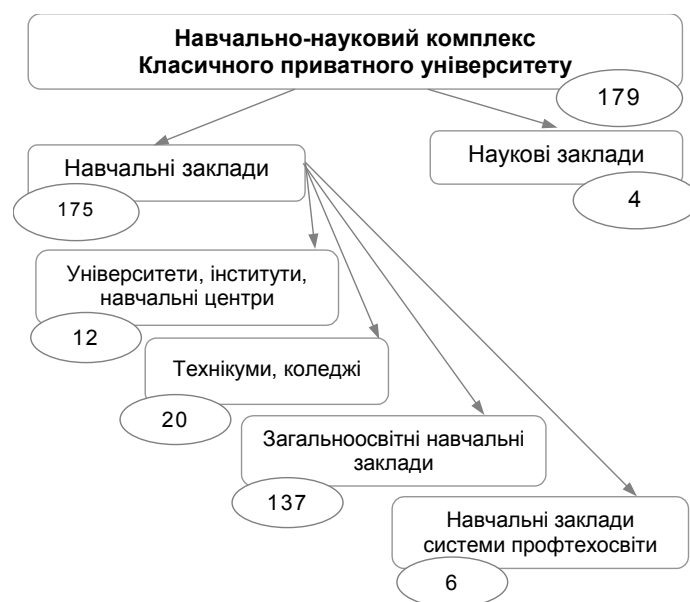 Навчально-науковий комплекс
Класичного приватного університету
179
Навчальні заклади
175
Наукові заклади
4
Університети, інститути,
навчальні центри
12
Технікуми, коледжі
20
Загальноосвітні навчальні
заклади
137
Навчальні заклади
системи профтехосвіти
6